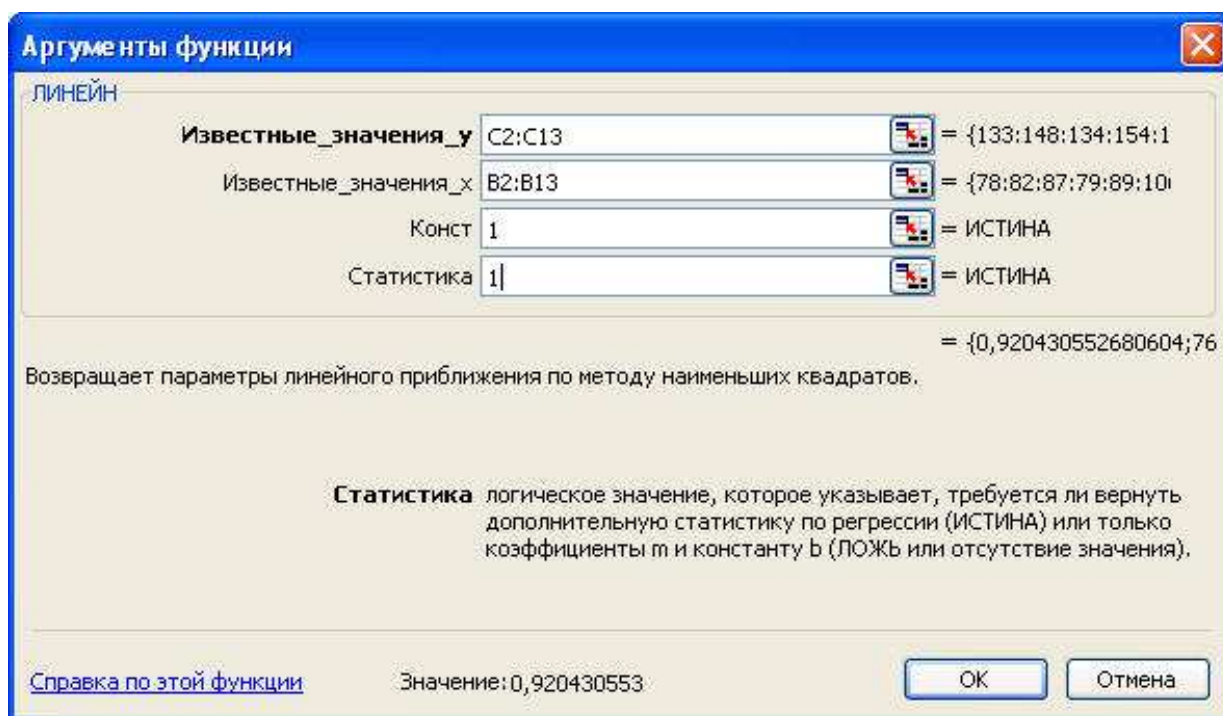 Аргументы функции
ЛИНЕЙН
Известные_значения_y C2:C13 = {133:148:134:154:1
Известные_значения_x B2:B13 = {78:82:87:79:89:10
Конст 1 = ИСТИНА
Статистика 1 = ИСТИНА
= {0,920430552680604;76
Возвращает параметры линейного приближения по методу наименьших квадратов.
Статистика логическое значение, которое указывает, требуется ли вернуть
дополнительную статистику по регрессии (ИСТИНА) или только
коэффициенты m и константу b (ЛОЖЬ или отсутствие значения).
Справка по этой функции Значение:0,920430553 ОК Отмена